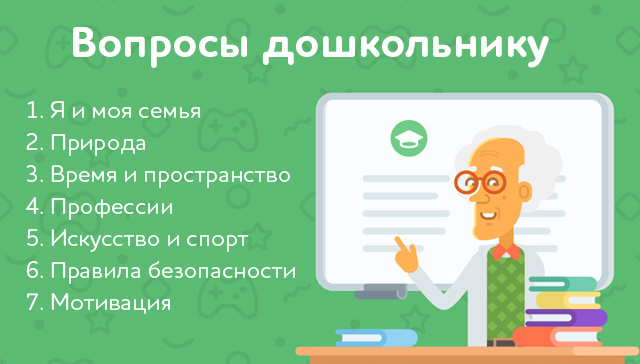 Вопросы дошкольнику
1. Я и моя семья
2. Природа
3. Время и пространство
4. Профессии
5. Искусство и спорт
6. Правила безопасности
7. Мотивация